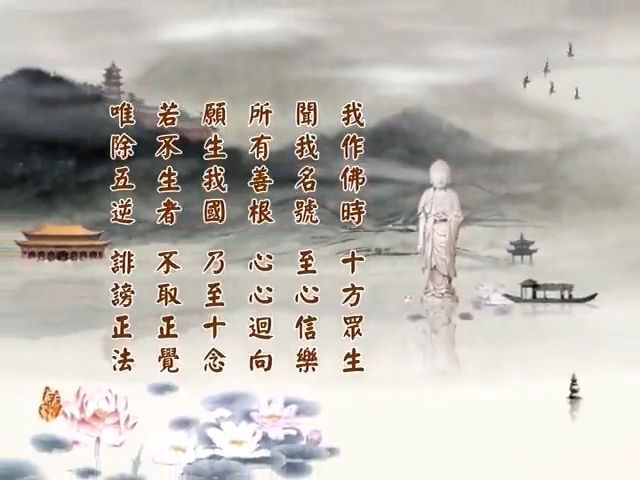 我作佛時 十方眾生
聞我名號 至心信樂
所有善根 心心迴向
願生我國 乃至十念
若不生者 不取正覺
唯除五逆 誹謗正法